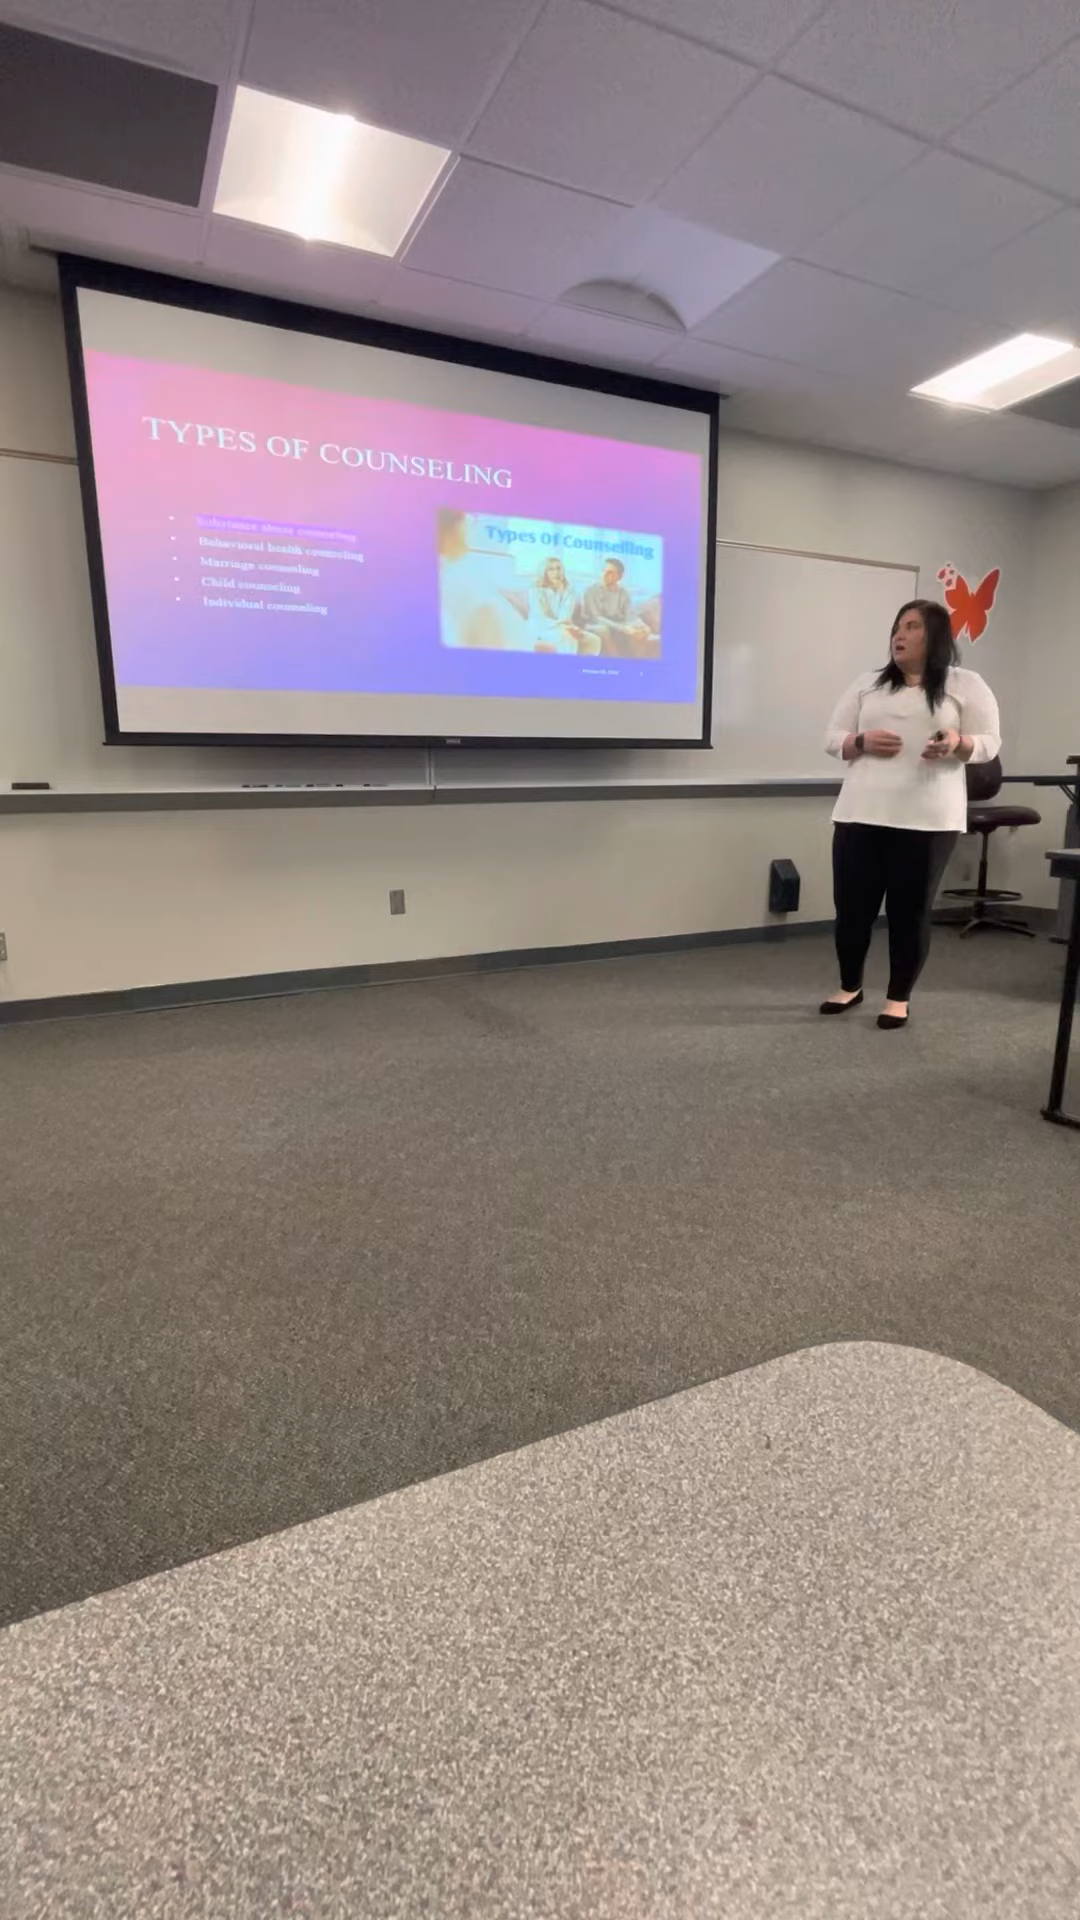 TYPES OF COUNSELING
Substance abuse counseling
Behavioral health counseling
Marriage counseling
Child counseling
Individual counseling
Types Of Counselling